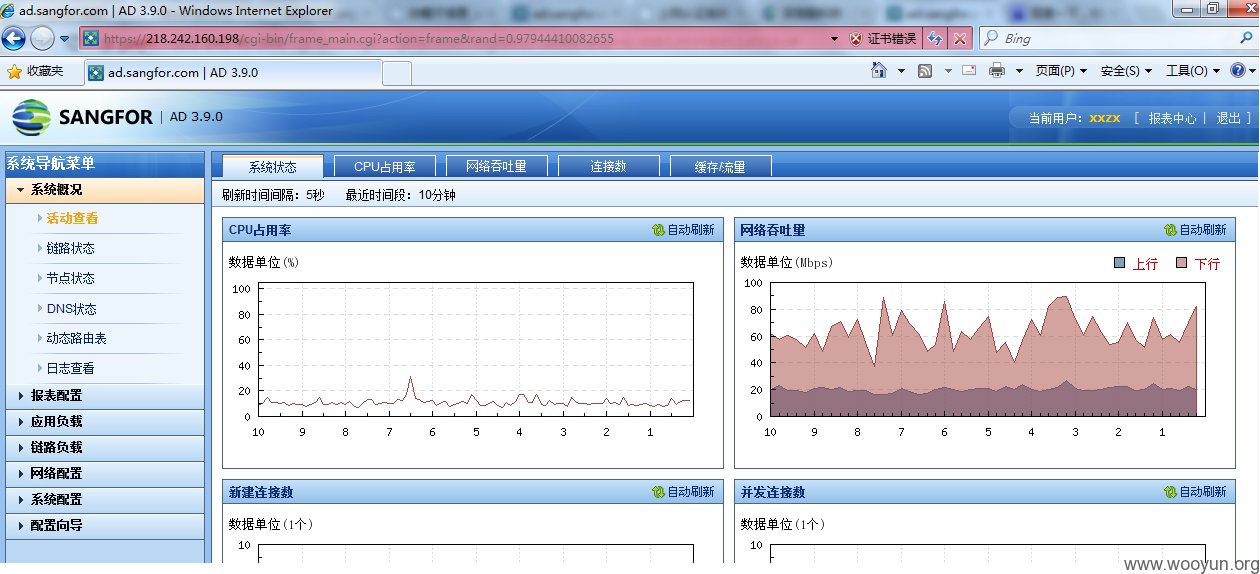 ad.sangfor.com | AD 3.9.0 - Windows Internet Explorer
https://218.242.160.198/cgi-bin/frame_main.cgi?action=frame&rand=0.97944410082655 证书错误 Bing
收藏夹 ad.sangfor.com | AD 3.9.0 页面(P) 安全(S) 工具(O)
SANGFOR | AD 3.9.0 当前用户: xxzx [ 报表中心 | 退出 ]
系统导航菜单 系统状态 CPU占用率 网络吞吐量 连接数 缓存/流量
系统概况
活动查看
链路状态
节点状态
DNS状态
动态路由表
日志查看
报表配置
应用负载
链路负载
网络配置
系统配置
配置向导
刷新时间间隔: 5秒 最近时间段: 10分钟
CPU占用率 自动刷新
数据单位(%)
100
80
60
40
20
0
10 9 8 7 6 5 4 3 2 1
网络吞吐量 自动刷新
数据单位(Mbps) 上行 下行
100
80
60
40
20
0
10 9 8 7 6 5 4 3 2 1
新建连接数 自动刷新
数据单位(1个)
10
并发连接数 自动刷新
数据单位(1个)
10
www.wooyun.org